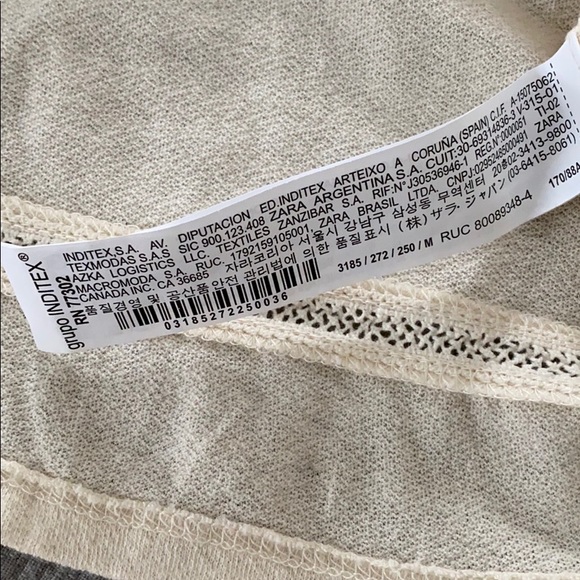 grupo INDITEX®
RN 77302
INDITEX,S.A. AV. DIPUTACION ED.INDITEX ARTEIXO A CORUÑA (SPAIN) C.I.F. A-15075062
TEXMODAS S.A.S SIC 900.123.408 ZARA ARGENTINA S.A. CUIT:30-69314836-3 V-315-01
AZKA LOGISTICS LLC. TEXTILES ZANZIBAR S.A. RIF:N°J30536946-1 REG.N°0000051 TI-02
MACROMODA S.A. RUC. 1792159105001 ZARA BRASIL LTDA. CNPJ:02952485000491 ZARA
CANADA INC. CA 36685 자라코리아 서울시 강남구 삼성동 무역센터 20층02-3413-9800
품질경영 및 공산품안전 관리법에 의한 품질표시 (株) ザラ・ジャパン (03-6415-8061)
03185272250036
3185 / 272 / 250 / M RUC 80089348-4
170/88A